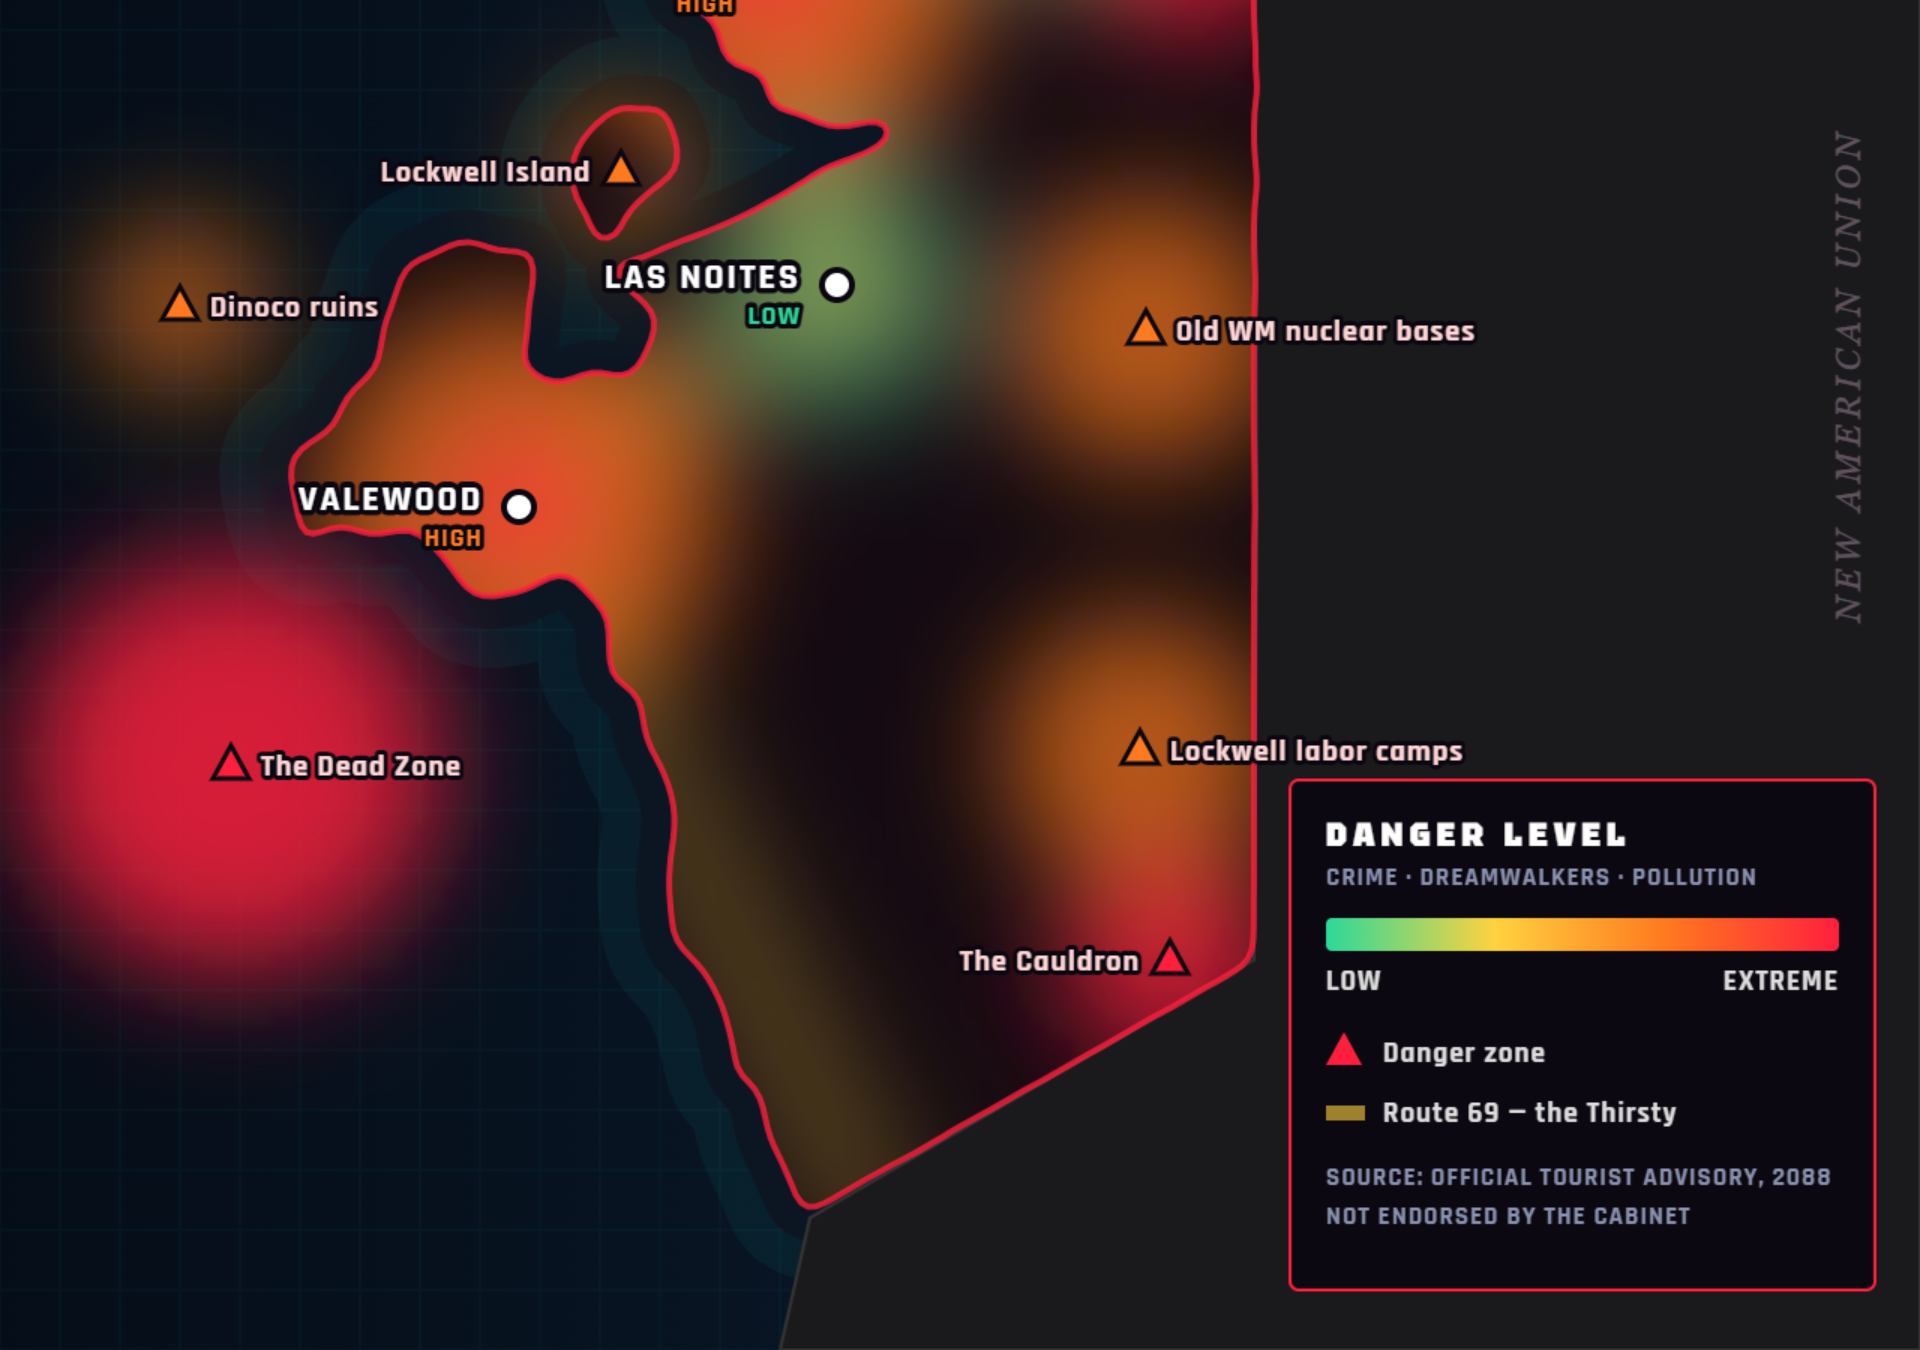 HIGH
Lockwell Island
LAS NOITES
LOW
Dinoco ruins
Old WM nuclear bases
NEW AMERICAN UNION
VALEWOOD
HIGH
The Dead Zone
Lockwell labor camps
The Cauldron
DANGER LEVEL
CRIME · DREAMWALKERS · POLLUTION
LOW EXTREME
Danger zone
Route 69 – the Thirsty
SOURCE: OFFICIAL TOURIST ADVISORY, 2088
NOT ENDORSED BY THE CABINET